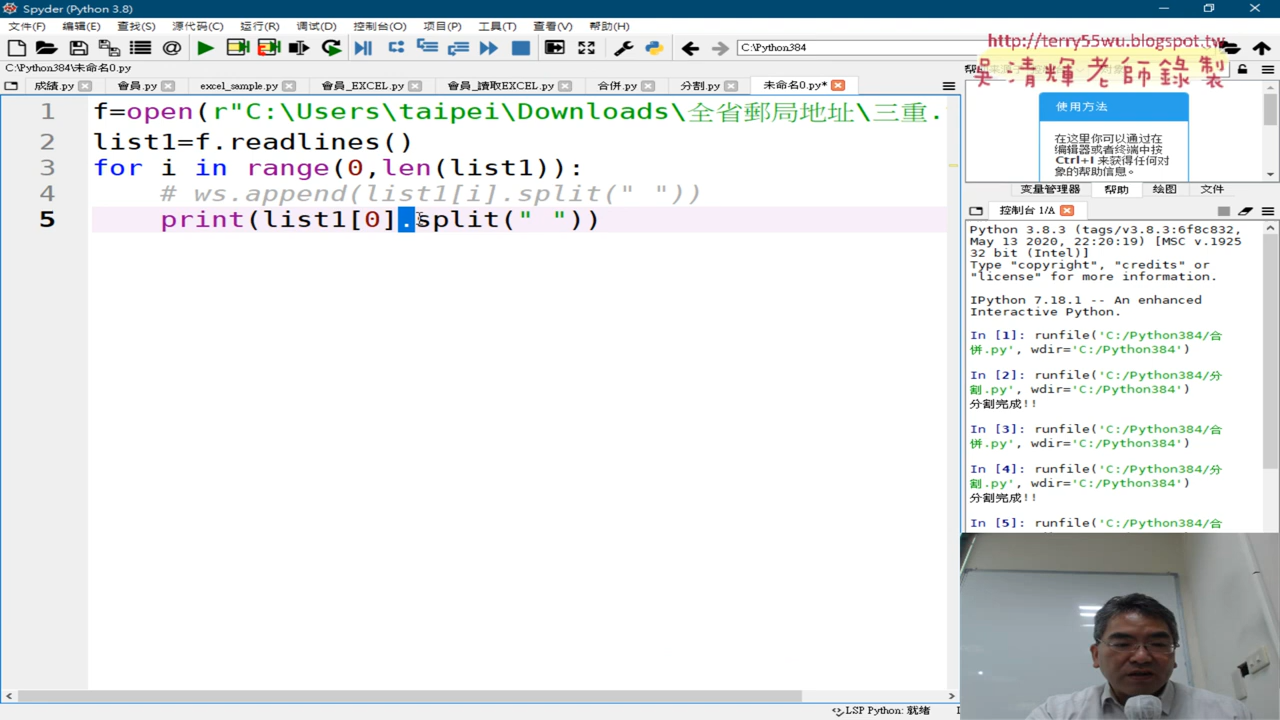 Spyder (Python 3.8)
文件(F) 编辑(E) 查找(S) 源代码(C) 运行(R) 调试(D) 控制台(O) 项目(P) 工具(T) 查看(V) 帮助(H)
C:\Python384
http://terry55wu.blogspot.tw
吳清輝老師錄製
C:\Python384\未命名0.py
成績.py 會員.py excel_sample.py 會員_EXCEL.py 會員_讀取EXCEL.py 合併.py 分割.py 未命名0.py*
1 f=open(r"C:\Users\taipei\Downloads\全省郵局地址\三重.
2 list1=f.readlines()
3 for i in range(0,len(list1)):
4 # ws.append(list1[i].split(" "))
5 print(list1[0].split(" "))
使用方法
在这里你可以通过在
编辑器或者终端中按
Ctrl+I 来获得任何对
象的帮助信息。
变量管理器 帮助 绘图 文件
控制台 1/A
Python 3.8.3 (tags/v3.8.3:6f8c832,
May 13 2020, 22:20:19) [MSC v.1925
32 bit (Intel)]
Type "copyright", "credits" or
"license" for more information.
IPython 7.18.1 -- An enhanced
Interactive Python.
In [1]: runfile('C:/Python384/合
併.py', wdir='C:/Python384')
In [2]: runfile('C:/Python384/分
割.py', wdir='C:/Python384')
分割完成!!
In [3]: runfile('C:/Python384/合
併.py', wdir='C:/Python384')
In [4]: runfile('C:/Python384/分
割.py', wdir='C:/Python384')
分割完成!!
In [5]: runfile('C:/Python384/合
LSP Python: 就绪